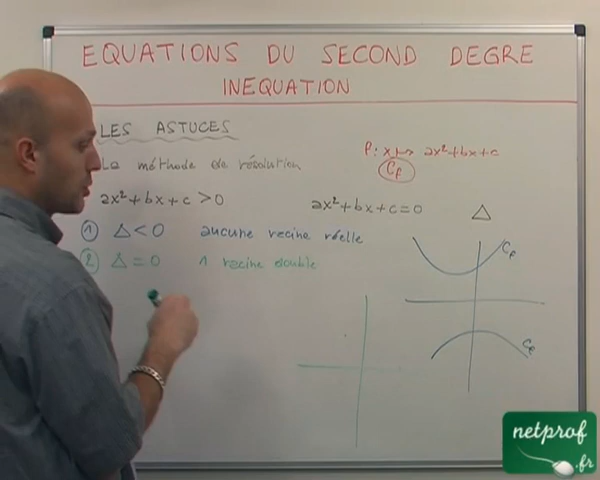 EQUATIONS DU SECOND DEGRE
INEQUATION
LES ASTUCES
La méthode de résolution
P: x ↦ ax²+bx+c
Cf
ax²+bx+c >0
ax²+bx+c=0
Δ
① Δ<0 aucune racine réelle
② Δ=0 1 racine double
Cf
Cf
netprof
.fr